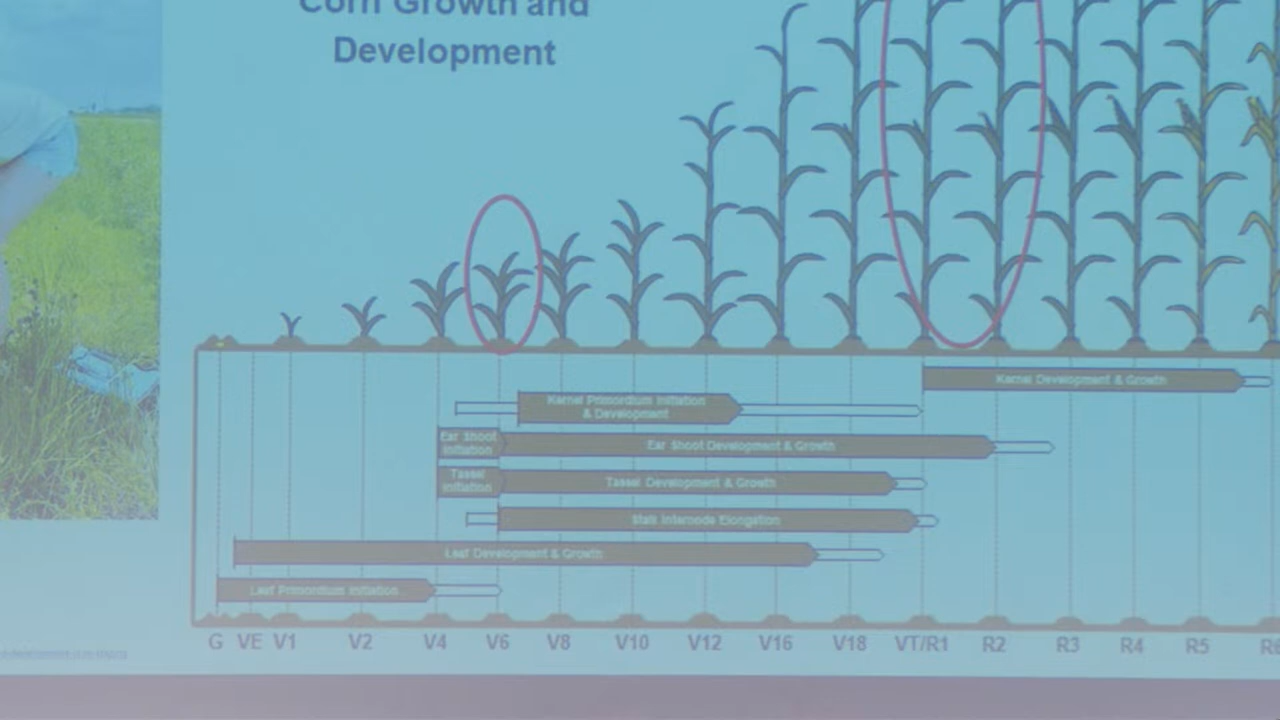 Corn Growth and
Development
Kernel Development & Growth
Kernel Primordium Initiation
& Development
Ear Shoot
Initiation
Ear Shoot Development & Growth
Tassel
Initiation
Tassel Development & Growth
Stalk Internode Elongation
Leaf Development & Growth
Leaf Primordium Initiation
G VE V1 V2 V4 V6 V8 V10 V12 V16 V18 VT/R1 R2 R3 R4 R5 R6